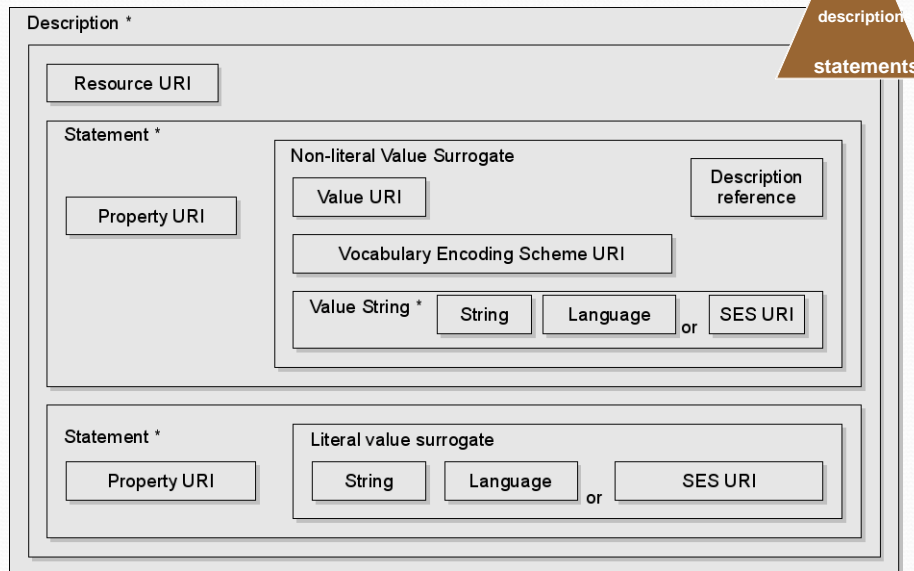 Description *
description
statements
Resource URI
Statement *
Non-literal Value Surrogate
Description
reference
Value URI
Property URI
Vocabulary Encoding Scheme URI
Value String *
String
Language
or
SES URI
Statement *
Literal value surrogate
Property URI
String
Language
or
SES URI